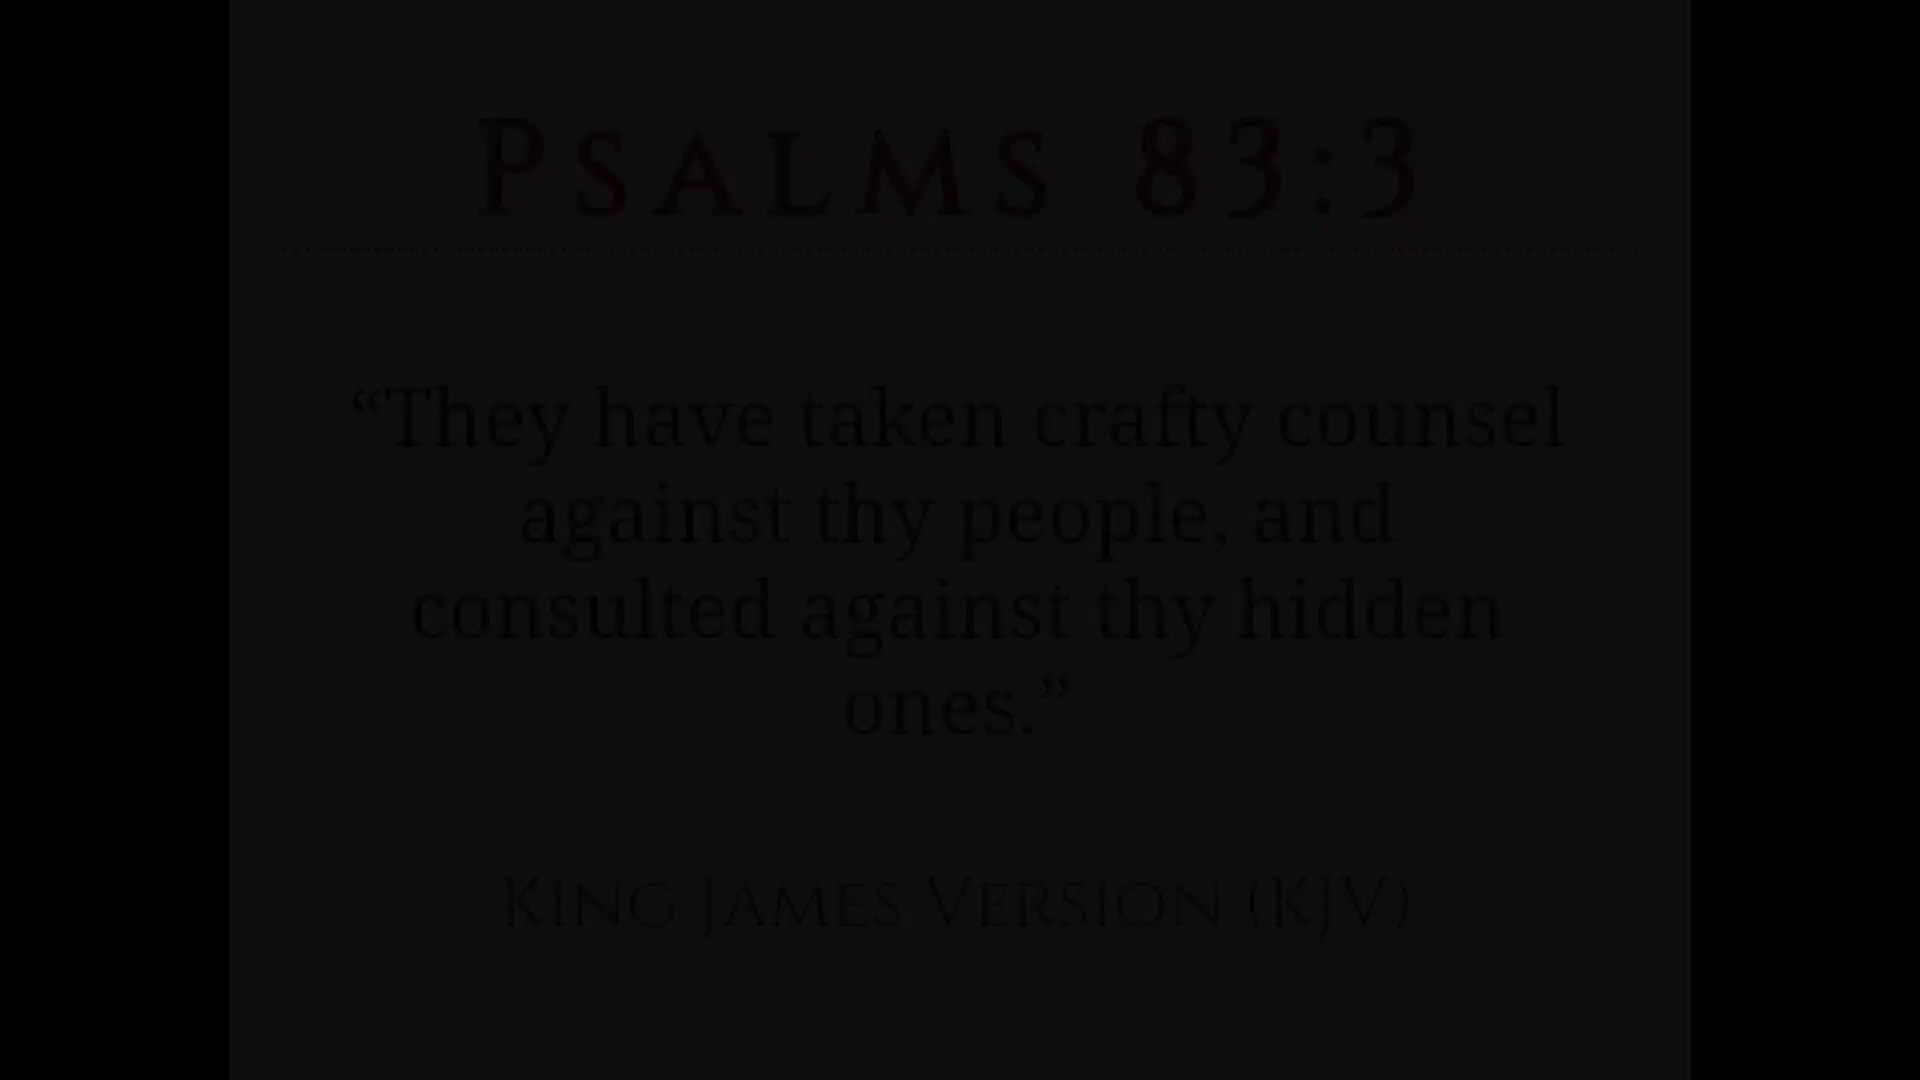 PSALMS 83:3
“They have taken crafty counsel
against thy people, and
consulted against thy hidden
ones.”
KING JAMES VERSION (KJV)